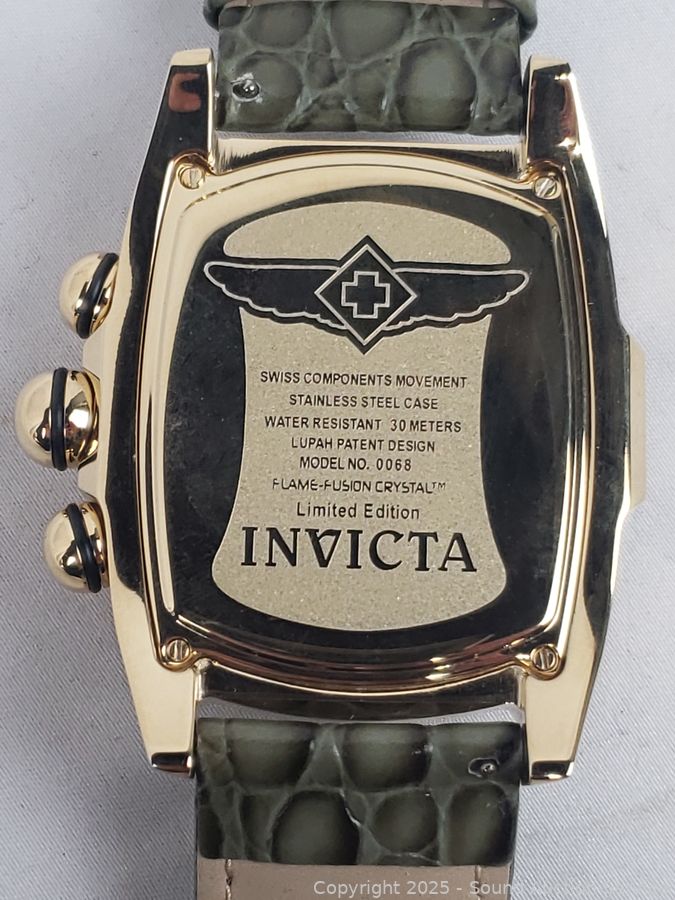 SWISS COMPONENTS MOVEMENT
STAINLESS STEEL CASE
WATER RESISTANT 30 METERS
LUPAH PATENT DESIGN
MODEL NO. 0068
FLAME-FUSION CRYSTAL™
Limited Edition
INVICTA
Copyright 2025 - Sound